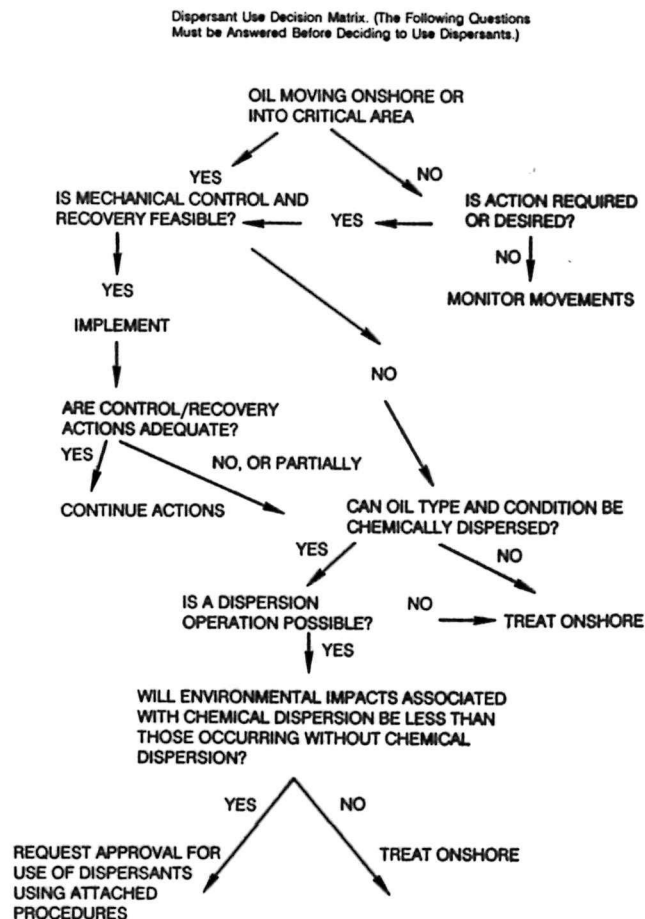 Dispersant Use Decision Matrix. (The Following Questions
Must be Answered Before Deciding to Use Dispersants.)
OIL MOVING ONSHORE OR
INTO CRITICAL AREA
YES
NO
IS MECHANICAL CONTROL AND
RECOVERY FEASIBLE?
YES
IS ACTION REQUIRED
OR DESIRED?
NO
MONITOR MOVEMENTS
YES
IMPLEMENT
NO
ARE CONTROL/RECOVERY
ACTIONS ADEQUATE?
YES
NO, OR PARTIALLY
CONTINUE ACTIONS
CAN OIL TYPE AND CONDITION BE
CHEMICALLY DISPERSED?
YES
NO
IS A DISPERSION
OPERATION POSSIBLE?
NO
TREAT ONSHORE
YES
WILL ENVIRONMENTAL IMPACTS ASSOCIATED
WITH CHEMICAL DISPERSION BE LESS THAN
THOSE OCCURRING WITHOUT CHEMICAL
DISPERSION?
YES
NO
REQUEST APPROVAL FOR
USE OF DISPERSANTS
USING ATTACHED
PROCEDURES
TREAT ONSHORE